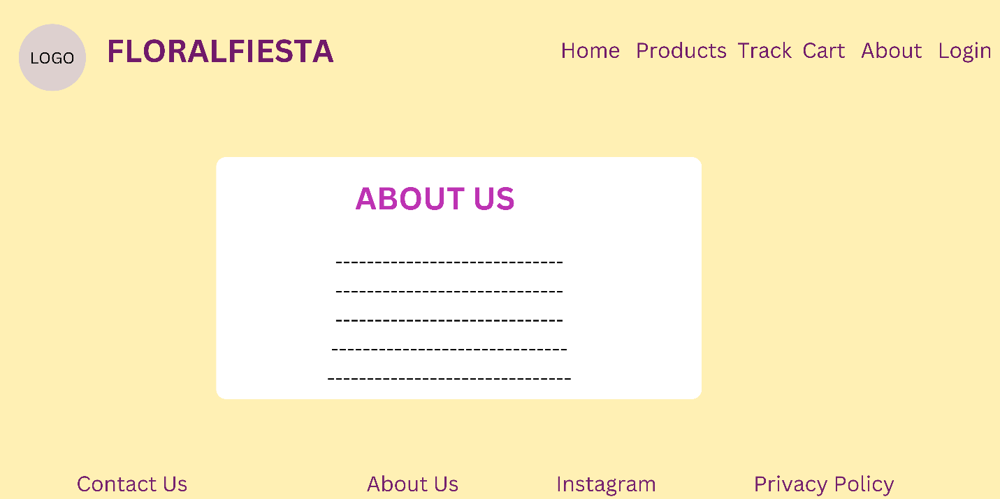 LOGO
FLORALFIESTA
Home Products Track Cart About Login
ABOUT US
-----------------------------
-----------------------------
-----------------------------
------------------------------
-------------------------------
Contact Us About Us Instagram Privacy Policy